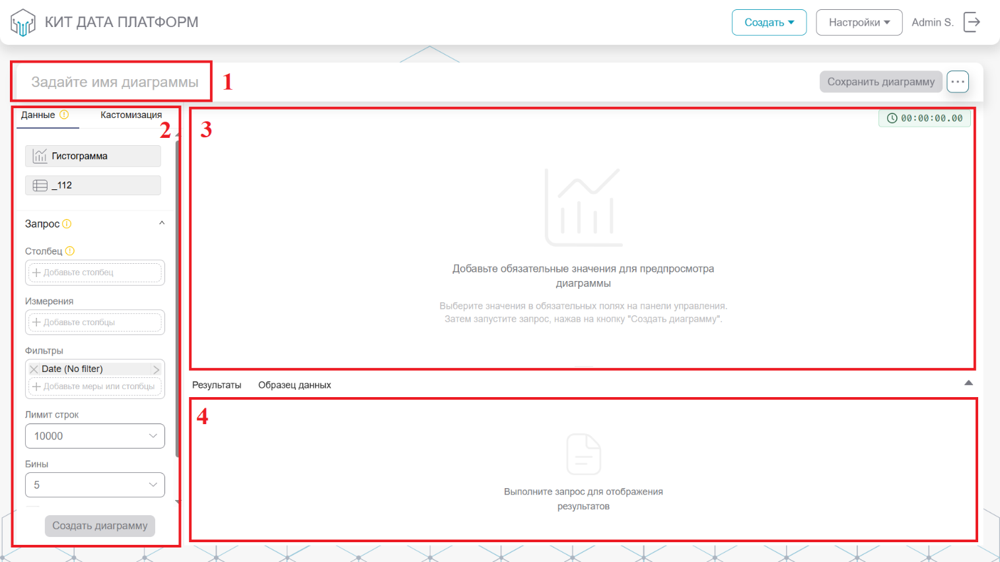 КИТ ДАТА ПЛАТФОРМ
Создать
Настройки
Admin S.
Задайте имя диаграммы
1
Сохранить диаграмму
Данные
Кастомизация
2
3
00:00:00.00
Гистограмма
_112
Запрос
Столбец
Добавьте столбец
Измерения
Добавьте столбцы
Фильтры
Date (No filter)
Добавьте меры или столбцы
Лимит строк
10000
Бины
5
Создать диаграмму
Добавьте обязательные значения для предпросмотра
диаграммы
Выберите значения в обязательных полях на панели управления.
Затем запустите запрос, нажав на кнопку "Создать диаграмму".
Результаты
Образец данных
4
Выполните запрос для отображения
результатов